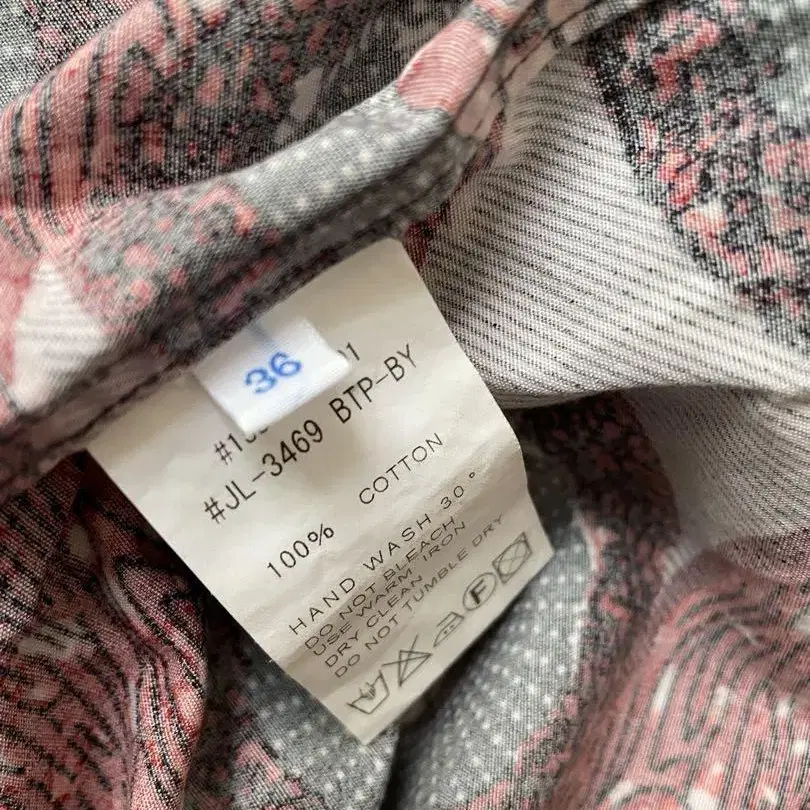 36
#JL-3469 BTP-BY
100% COTTON
HAND WASH 30°
DO NOT BLEACH
USE WARM IRON
DRY CLEAN
DO NOT TUMBLE DRY
F